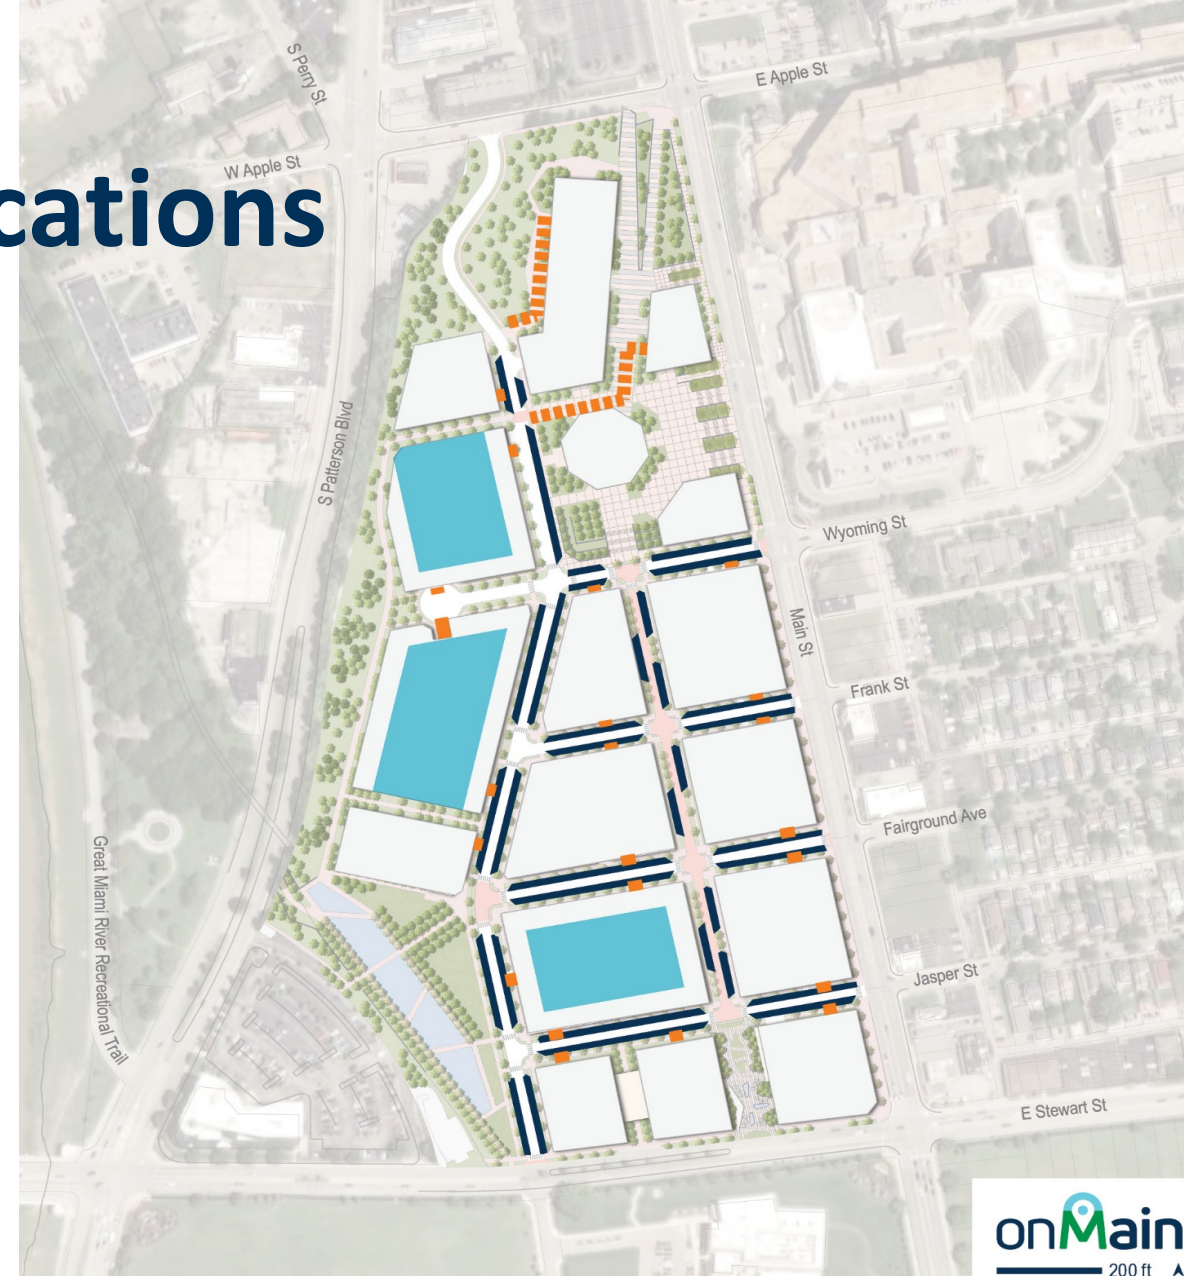 S Perry St
E Apple St
W Apple St
cations
S Patterson Blvd
Wyoming St
Main St
Frank St
Fairground Ave
Great Miami River Recreational Trail
Jasper St
E Stewart St
onMain
200 ft